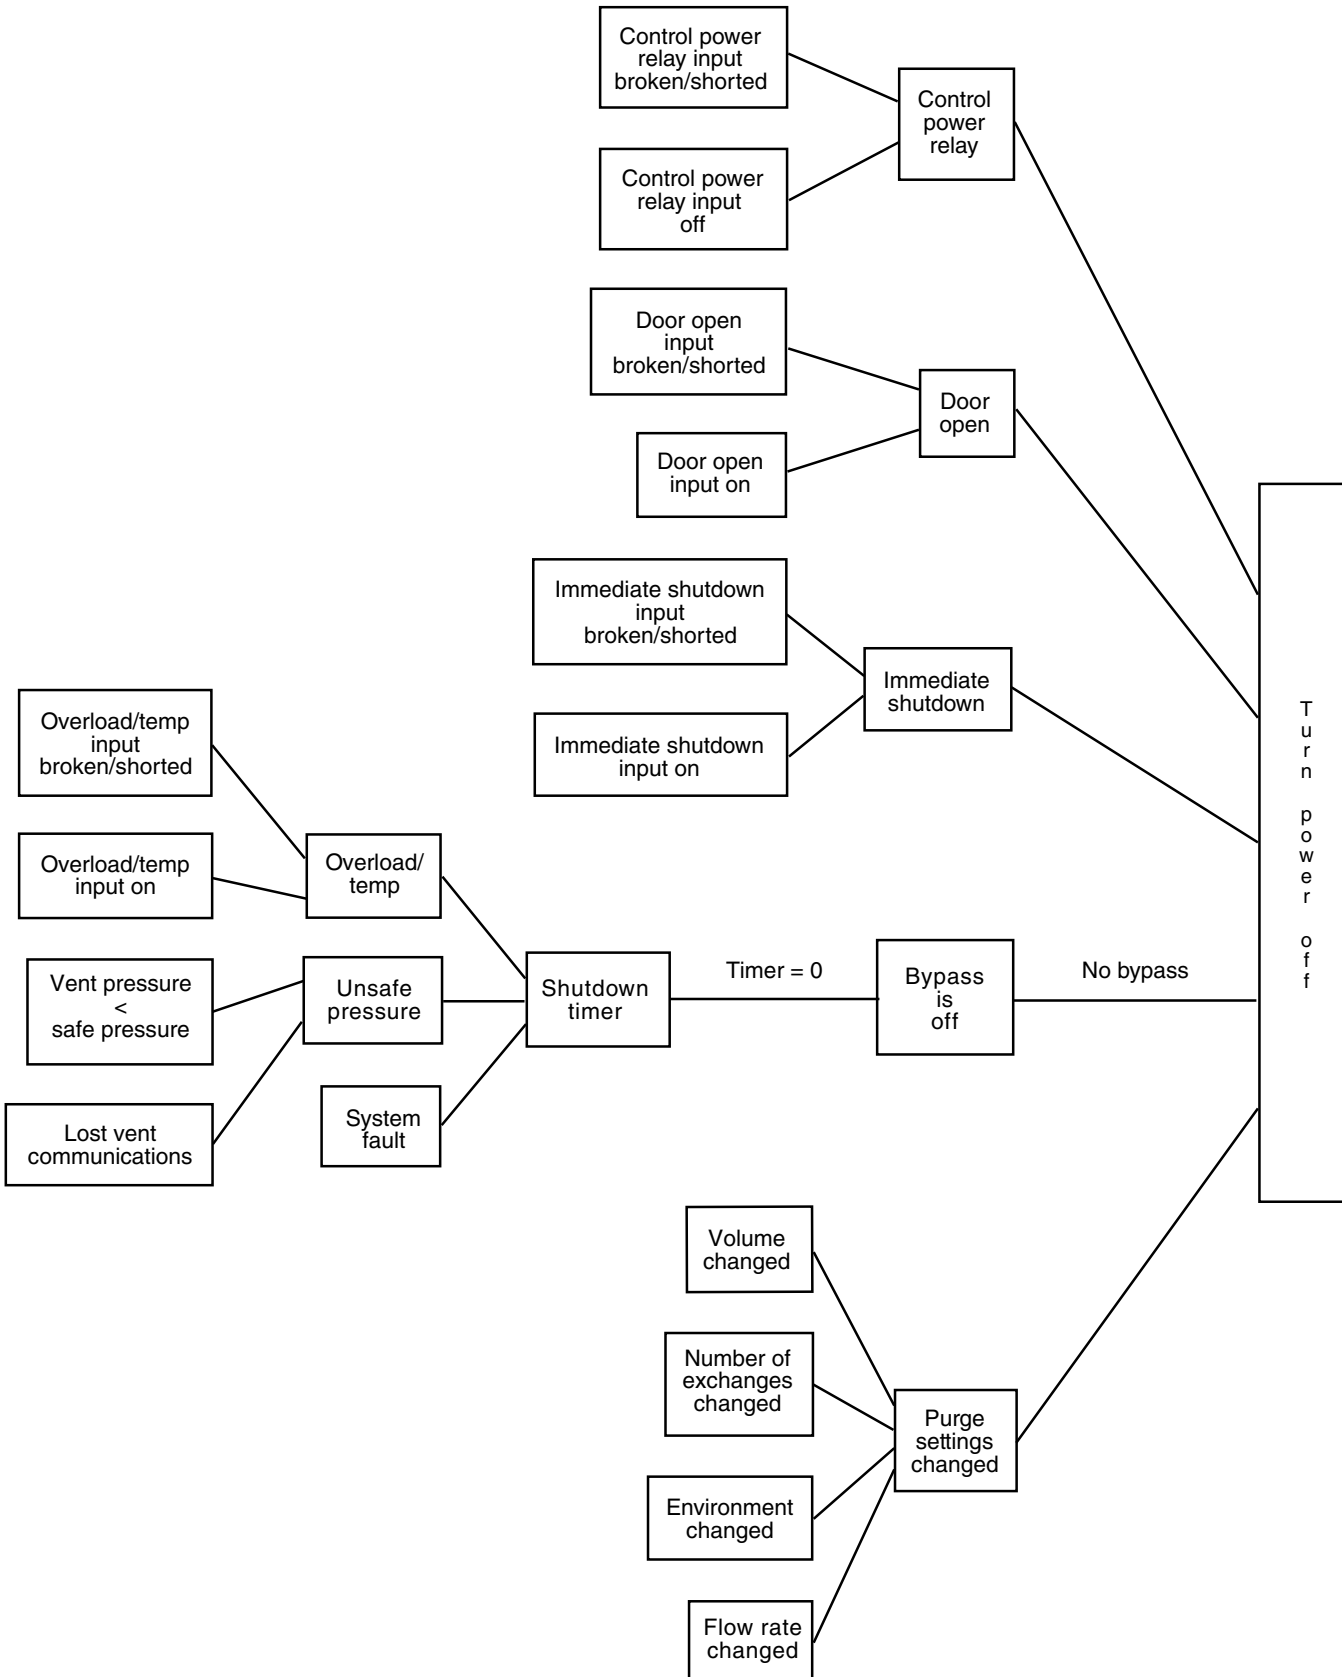 Control power
relay input
broken/shorted
Control
power
relay
Control power
relay input
off
Door open
input
broken/shorted
Door
open
Door open
input on
Immediate shutdown
input
broken/shorted
Immediate
shutdown
Immediate shutdown
input on
Overload/temp
input
broken/shorted
Overload/temp
input on
Overload/
temp
Vent pressure
<
safe pressure
Unsafe
pressure
Lost vent
communications
System
fault
Shutdown
timer
Timer = 0
Bypass
is
off
No bypass
Turn power off
Volume
changed
Number of
exchanges
changed
Environment
changed
Flow rate
changed
Purge
settings
changed